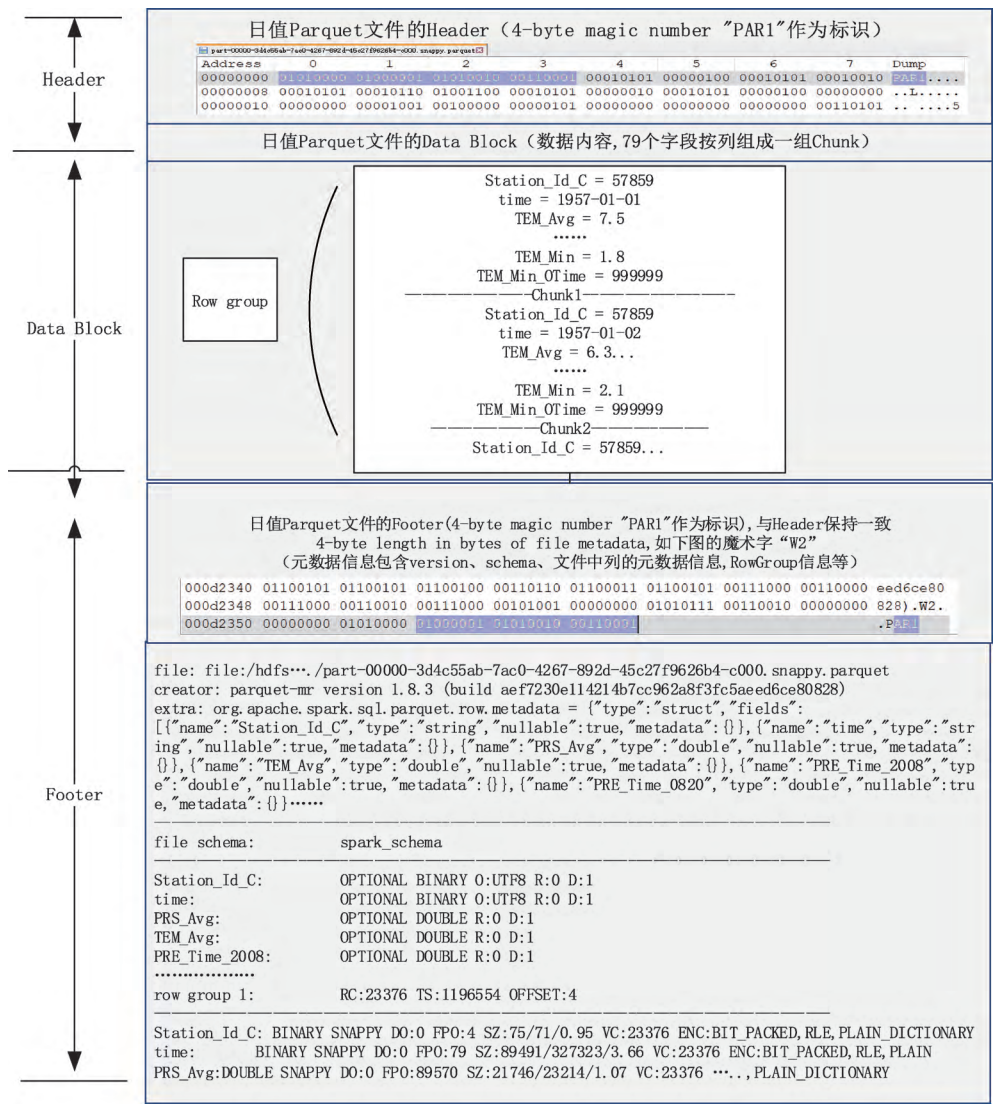 日值Parquet文件的Header（4-byte magic number "PAR1"作为标识）
part-00000-3d4c55ab-7ac0-4267-892d-45c27f9626b4-c000.snappy.parquet
Address 0 1 2 3 4 5 6 7 Dump
00000000 01010000 01000001 01010010 00110001 00010101 00000100 00010101 00010010 PAR1....
00000008 00010101 00010110 01001100 00010101 00000010 00010101 00000100 00000000 ..L.....
00000010 00000000 00001001 00100000 00000101 00000000 00000000 00000000 00110101 .. ....5
Header
日值Parquet文件的Data Block（数据内容,79个字段按列组成一组Chunk）
Station_Id_C = 57859
time = 1957-01-01
TEM_Avg = 7.5
……
TEM_Min = 1.8
TEM_Min_OTime = 999999
——————Chunk1——————
Station_Id_C = 57859
time = 1957-01-02
TEM_Avg = 6.3...
……
TEM_Min = 2.1
TEM_Min_OTime = 999999
——————Chunk2——————
Station_Id_C = 57859...
Row group
Data Block
日值Parquet文件的Footer(4-byte magic number "PAR1"作为标识),与Header保持一致
4-byte length in bytes of file metadata,如下图的魔术字“W2”
（元数据信息包含version、schema、文件中列的元数据信息,RowGroup信息等）
000d2340 01100101 01100101 01100100 00110110 01100011 01100101 00111000 00110000 eed6ce80
000d2348 00111000 00110010 00111000 00101001 00000000 01010111 00110010 00000000 828).W2.
000d2350 00000000 01010000 01000001 01010010 00110001 .PAR1
Footer
file: file:/hdfs…./part-00000-3d4c55ab-7ac0-4267-892d-45c27f9626b4-c000.snappy.parquet
creator: parquet-mr version 1.8.3 (build aef7230e114214b7cc962a8f3fc5aeed6ce80828)
extra: org.apache.spark.sql.parquet.row.metadata = {"type":"struct","fields":
[{"name":"Station_Id_C","type":"string","nullable":true,"metadata":{}},{"name":"time","type":"str
ing","nullable":true,"metadata":{}},{"name":"PRS_Avg","type":"double","nullable":true,"metadata":
{}},{"name":"TEM_Avg","type":"double","nullable":true,"metadata":{}},{"name":"PRE_Time_2008","typ
e":"double","nullable":true,"metadata":{}},{"name":"PRE_Time_0820","type":"double","nullable":tru
e,"metadata":{}}……
file schema: spark_schema
Station_Id_C: OPTIONAL BINARY O:UTF8 R:0 D:1
time: OPTIONAL BINARY O:UTF8 R:0 D:1
PRS_Avg: OPTIONAL DOUBLE R:0 D:1
TEM_Avg: OPTIONAL DOUBLE R:0 D:1
PRE_Time_2008: OPTIONAL DOUBLE R:0 D:1
………………
row group 1: RC:23376 TS:1196554 OFFSET:4
Station_Id_C: BINARY SNAPPY DO:0 FPO:4 SZ:75/71/0.95 VC:23376 ENC:BIT_PACKED,RLE,PLAIN_DICTIONARY
time: BINARY SNAPPY DO:0 FPO:79 SZ:89491/327323/3.66 VC:23376 ENC:BIT_PACKED,RLE,PLAIN
PRS_Avg:DOUBLE SNAPPY DO:0 FPO:89570 SZ:21746/23214/1.07 VC:23376 …..,PLAIN_DICTIONARY